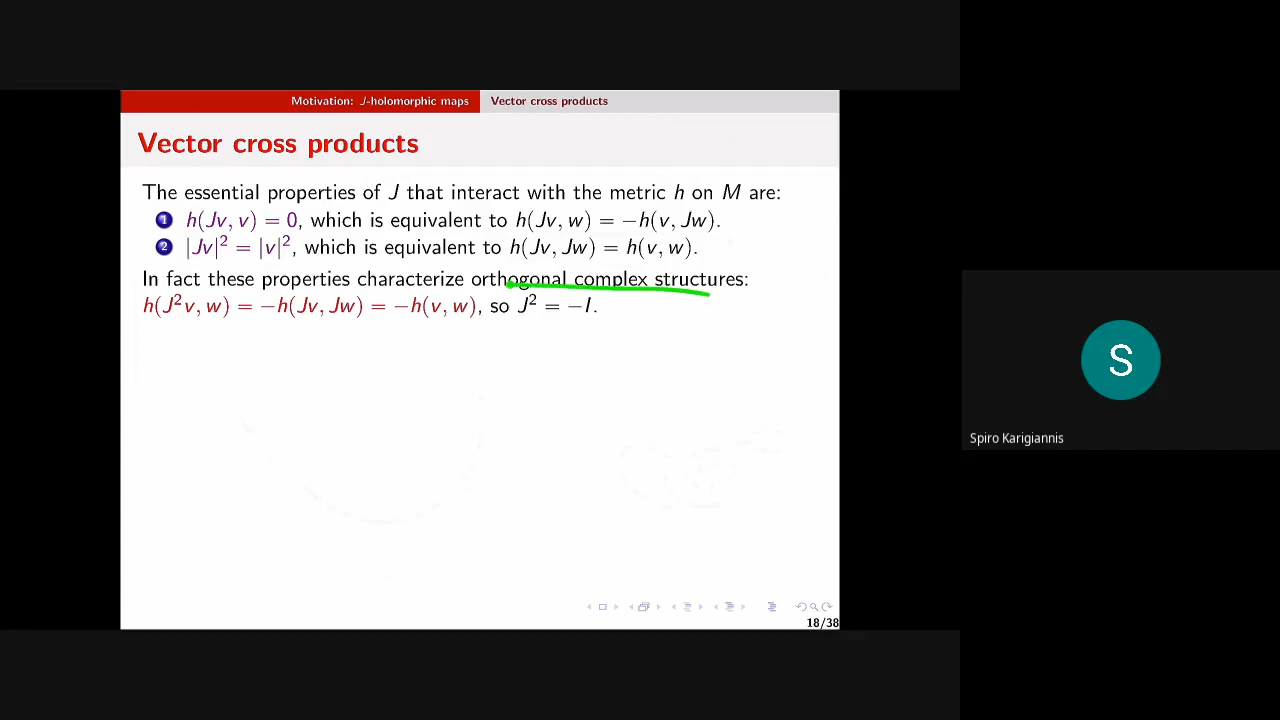 Motivation: J-holomorphic maps
Vector cross products
Vector cross products
The essential properties of J that interact with the metric h on M are:
1 h(Jv, v) = 0, which is equivalent to h(Jv, w) = −h(v, Jw).
2 |Jv|² = |v|², which is equivalent to h(Jv, Jw) = h(v, w).
In fact these properties characterize orthogonal complex structures:
h(J²v, w) = −h(Jv, Jw) = −h(v, w), so J² = −I.
18/38
S
Spiro Karigiannis